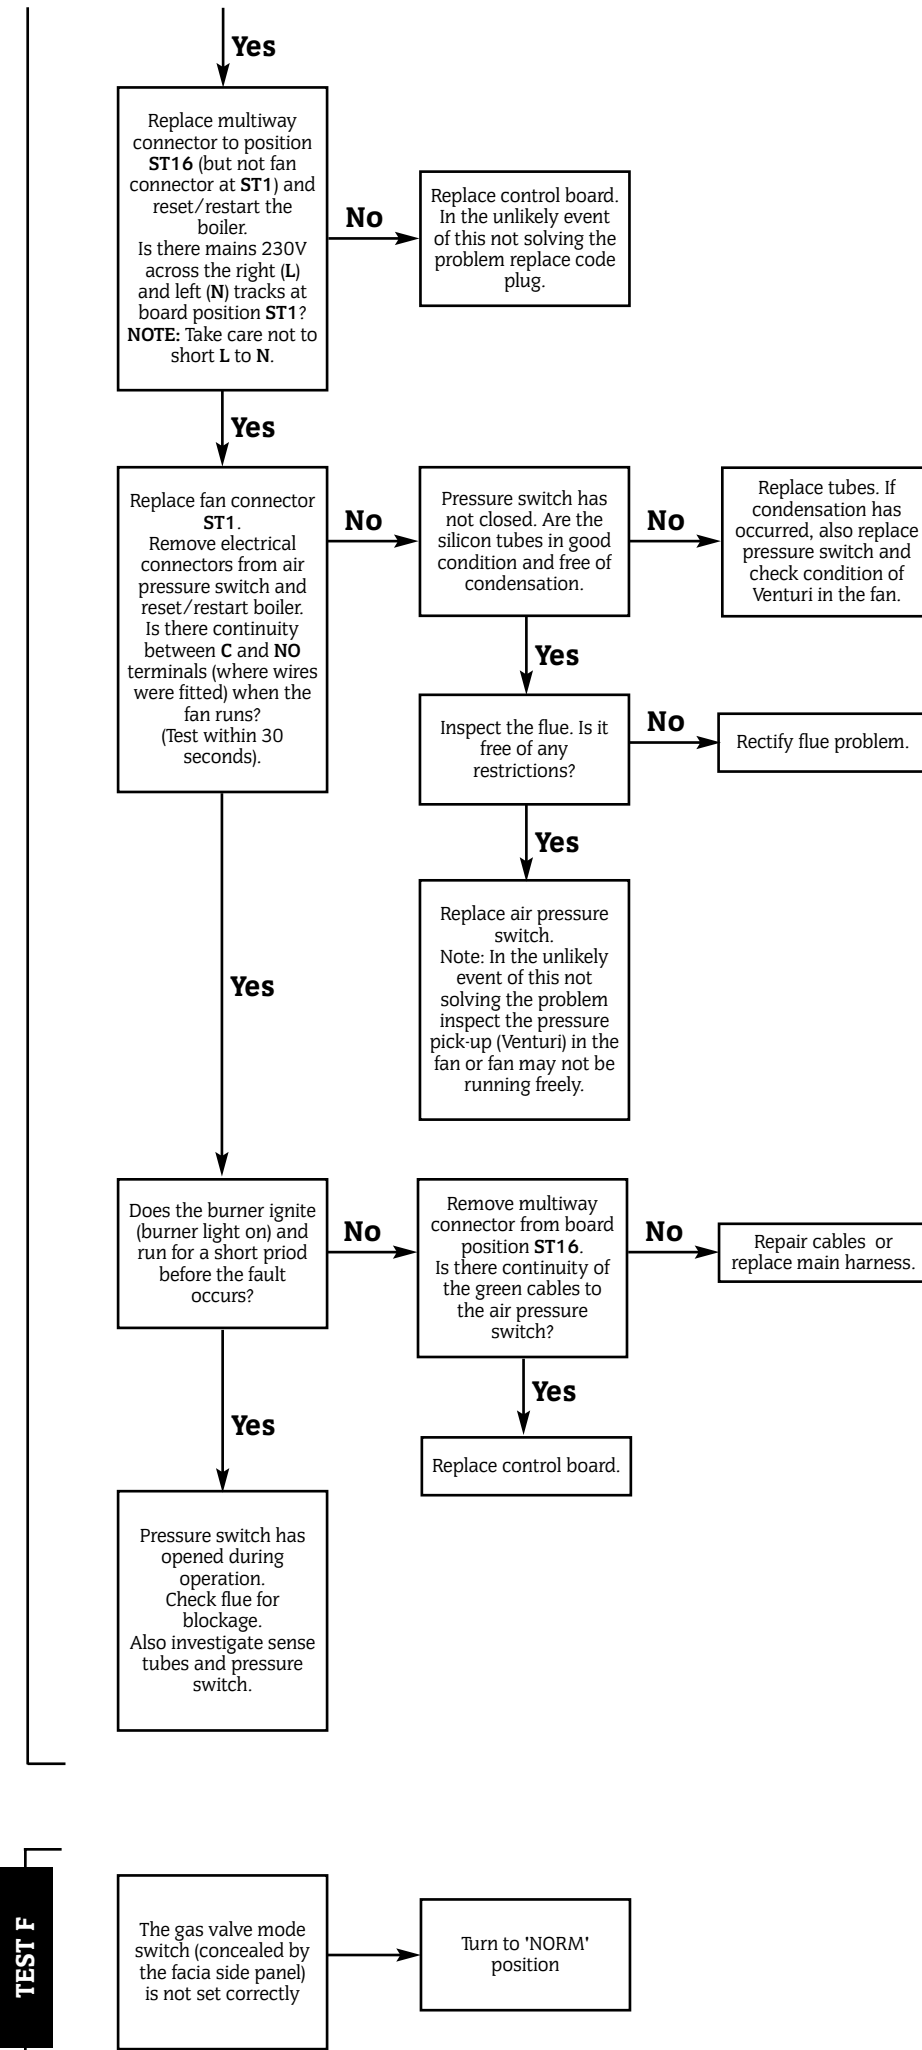 Yes
Replace multiway
connector to position
ST16 (but not fan
connector at ST1) and
reset/restart the
boiler.
Is there mains 230V
across the right (L)
and left (N) tracks at
board position ST1?
NOTE: Take care not to
short L to N.
No
Replace control board.
In the unlikely event
of this not solving the
problem replace code
plug.
Yes
Replace fan connector
ST1.
Remove electrical
connectors from air
pressure switch and
reset/restart boiler.
Is there continuity
between C and NO
terminals (where wires
were fitted) when the
fan runs?
(Test within 30
seconds).
No
Pressure switch has
not closed. Are the
silicon tubes in good
condition and free of
condensation.
No
Replace tubes. If
condensation has
occurred, also replace
pressure switch and
check condition of
Venturi in the fan.
Yes
Inspect the flue. Is it
free of any
restrictions?
No
Rectify flue problem.
Yes
Replace air pressure
switch.
Note: In the unlikely
event of this not
solving the problem
inspect the pressure
pick-up (Venturi) in the
fan or fan may not be
running freely.
Yes
Does the burner ignite
(burner light on) and
run for a short priod
before the fault
occurs?
No
Remove multiway
connector from board
position ST16.
Is there continuity of
the green cables to
the air pressure
switch?
No
Repair cables or
replace main harness.
Yes
Replace control board.
Yes
Pressure switch has
opened during
operation.
Check flue for
blockage.
Also investigate sense
tubes and pressure
switch.
TEST F
The gas valve mode
switch (concealed by
the facia side panel)
is not set correctly
Turn to 'NORM'
position